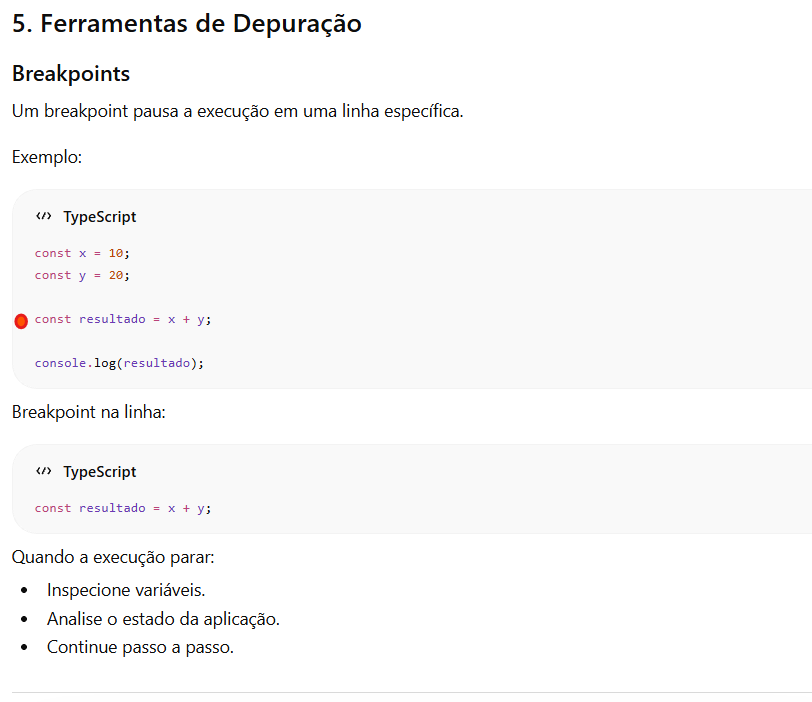 5. Ferramentas de Depuração
Breakpoints
Um breakpoint pausa a execução em uma linha específica.
Exemplo:
</> TypeScript
const x = 10;
const y = 20;
const resultado = x + y;
console.log(resultado);
Breakpoint na linha:
</> TypeScript
const resultado = x + y;
Quando a execução parar:
• Inspecione variáveis.
• Analise o estado da aplicação.
• Continue passo a passo.